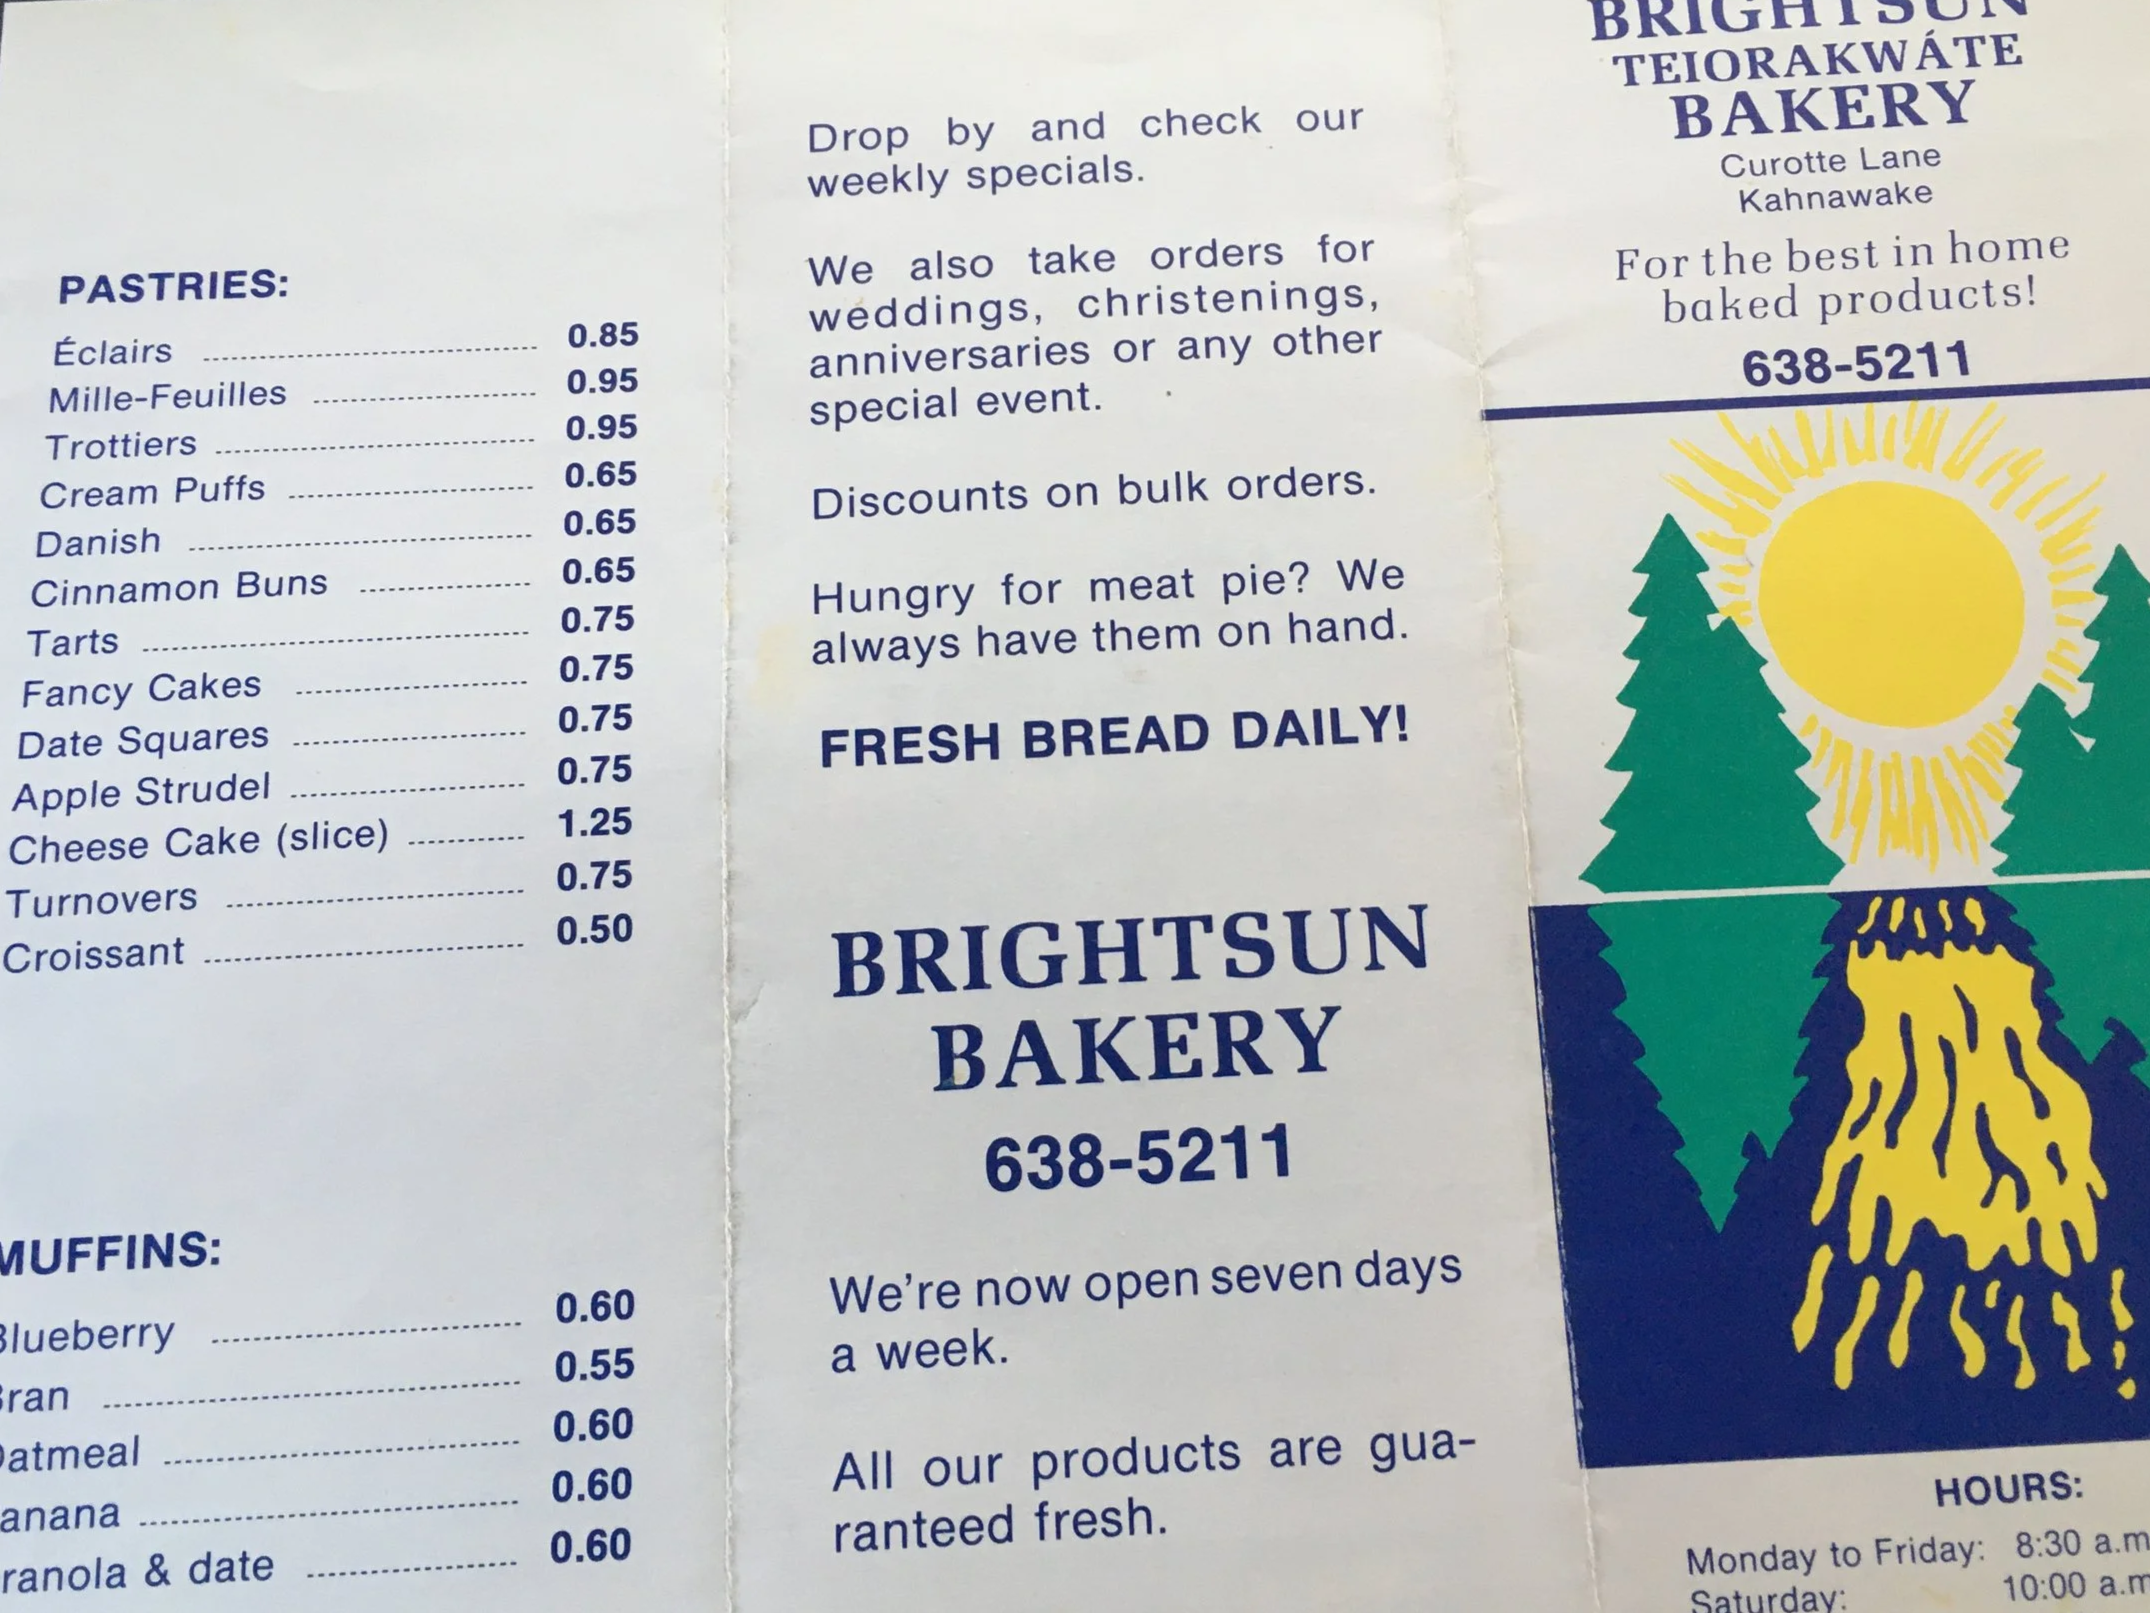 PASTRIES:
Éclairs 0.85
Mille-Feuilles 0.95
Trottiers 0.95
Cream Puffs 0.65
Danish 0.65
Cinnamon Buns 0.65
Tarts 0.75
Fancy Cakes 0.75
Date Squares 0.75
Apple Strudel 0.75
Cheese Cake (slice) 1.25
Turnovers 0.75
Croissant 0.50
MUFFINS:
Blueberry 0.60
Bran 0.55
Oatmeal 0.60
Banana 0.60
Granola & date 0.60
Drop by and check our
weekly specials.
We also take orders for
weddings, christenings,
anniversaries or any other
special event.
Discounts on bulk orders.
Hungry for meat pie? We
always have them on hand.
FRESH BREAD DAILY!
BRIGHTSUN
BAKERY
638-5211
We're now open seven days
a week.
All our products are gua-
ranteed fresh.
BRIGHTSUN
TEIORAKWÁTE
BAKERY
Curotte Lane
Kahnawake
For the best in home
baked products!
638-5211
HOURS:
Monday to Friday: 8:30 a.m
Saturday: 10:00 a.m